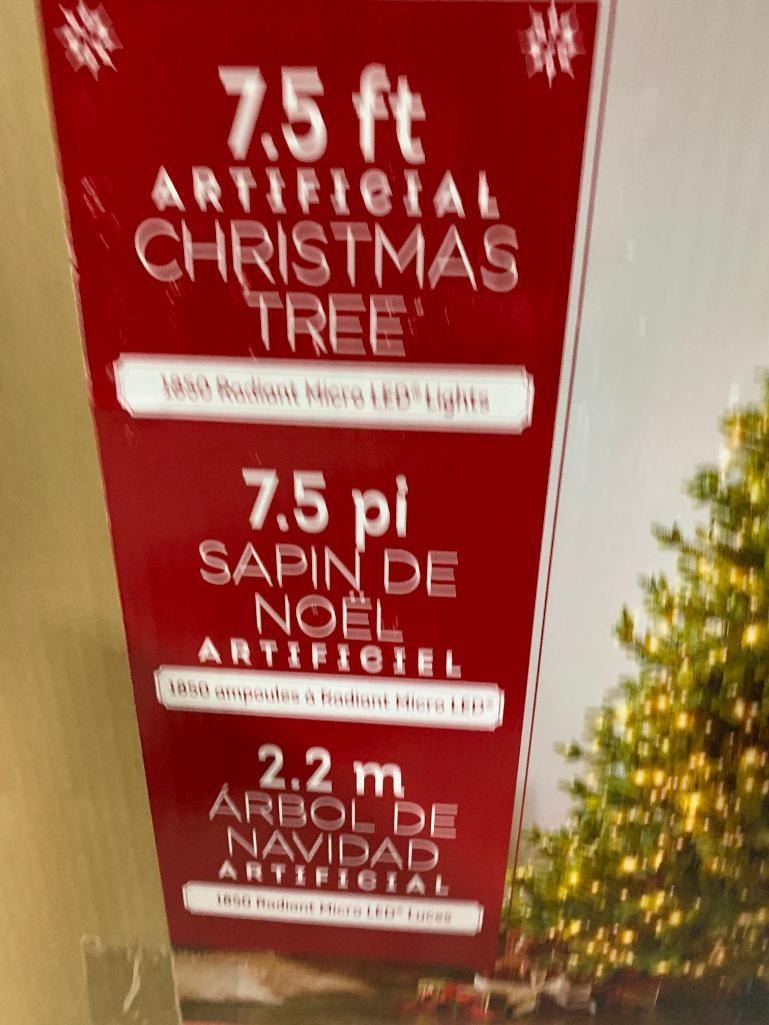 7.5 ft
ARTIFICIAL
CHRISTMAS
TREE
1850 Radiant Micro LED® Lights
7.5 pi
SAPIN DE
NOËL
ARTIFICIEL
1850 ampoules à Radiant Micro LED®
2.2 m
ÁRBOL DE
NAVIDAD
ARTIFICIAL
1850 Radiant Micro LED® Luces